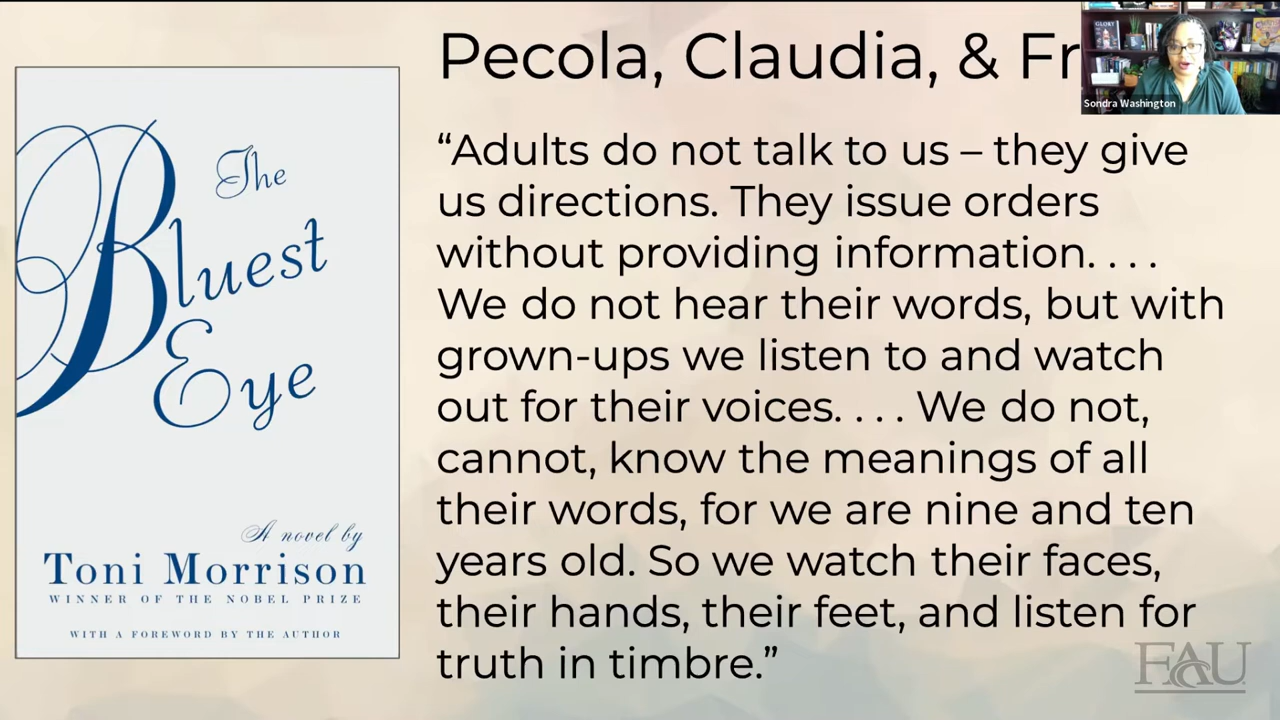 Pecola, Claudia, & Fr
Sondra Washington
The
Bluest
Eye
A novel by
Toni Morrison
WINNER OF THE NOBEL PRIZE
WITH A FOREWORD BY THE AUTHOR
“Adults do not talk to us – they give
us directions. They issue orders
without providing information. . . .
We do not hear their words, but with
grown-ups we listen to and watch
out for their voices. . . . We do not,
cannot, know the meanings of all
their words, for we are nine and ten
years old. So we watch their faces,
their hands, their feet, and listen for
truth in timbre.”
FAU
GLORY